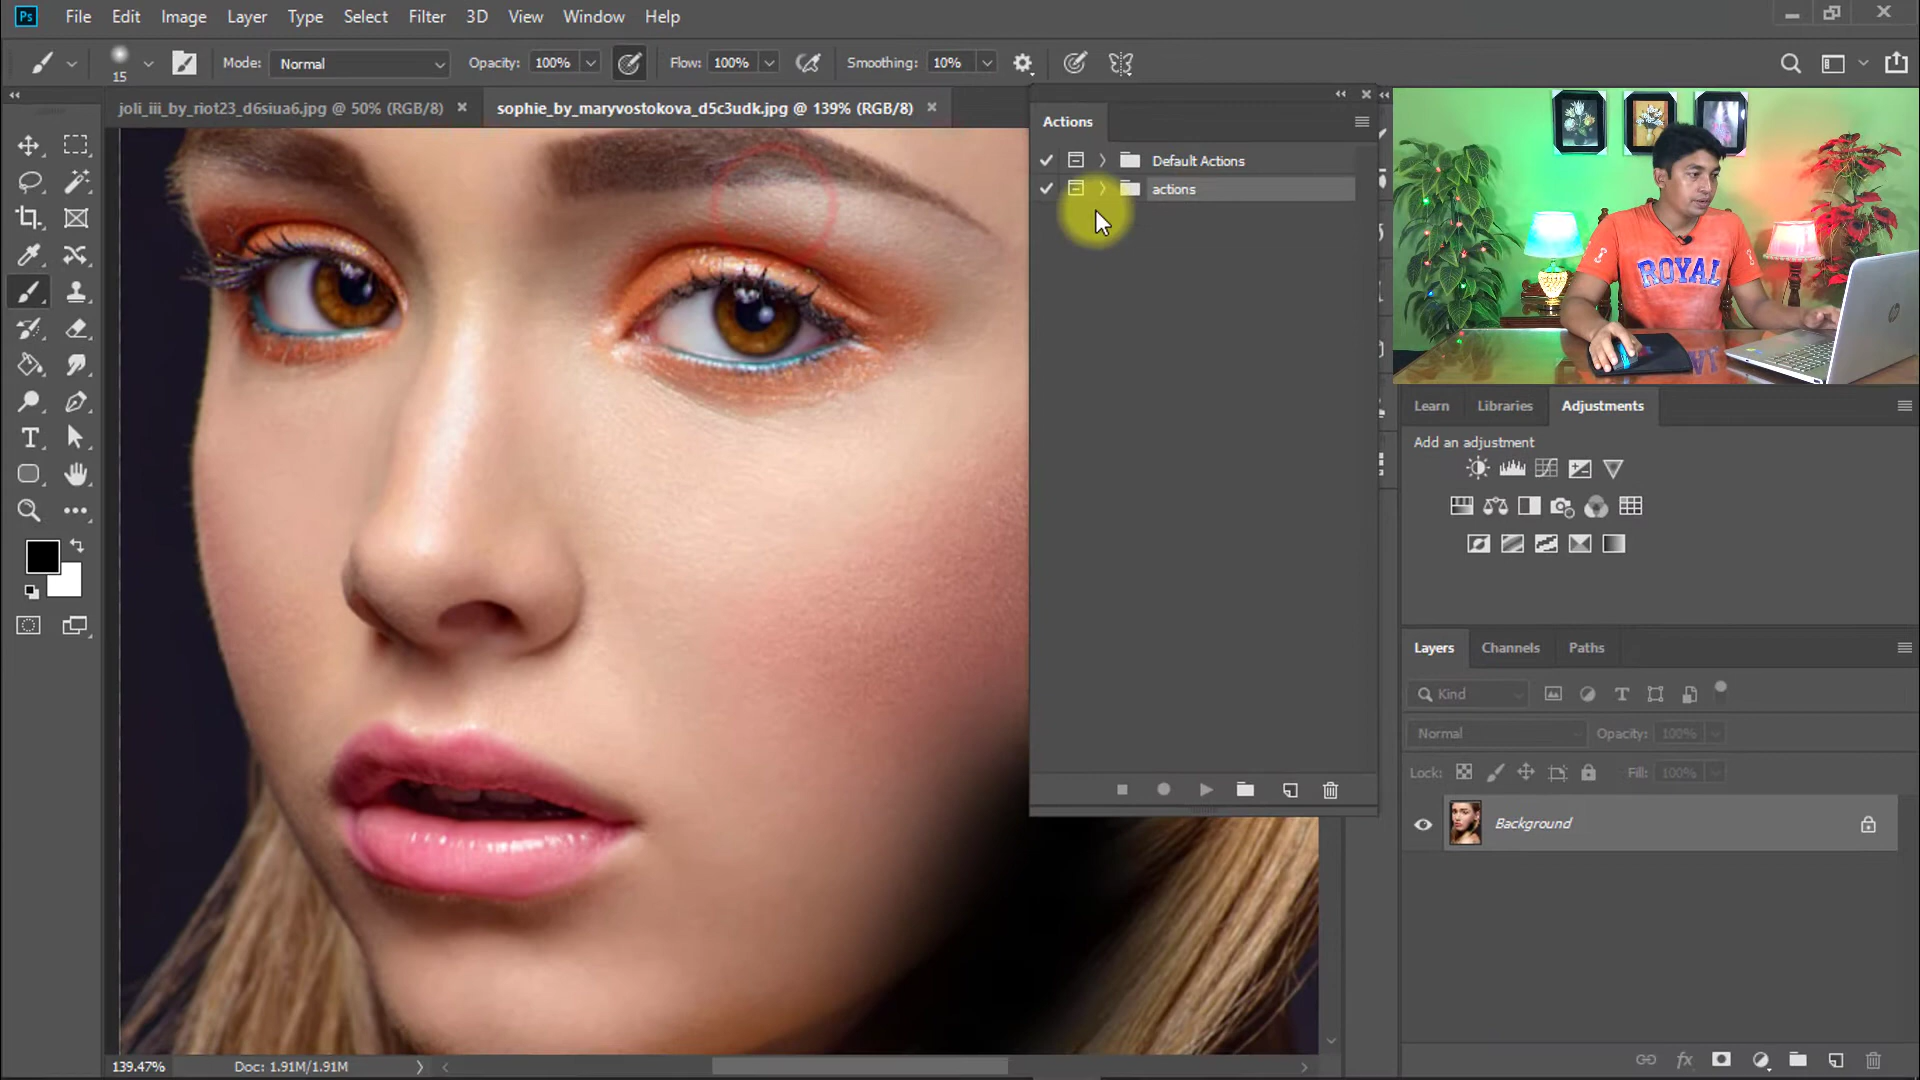 Ps File Edit Image Layer Type Select Filter 3D View Window Help
15 Mode: Normal Opacity: 100% Flow: 100% Smoothing: 10%
joli_iii_by_riot23_d6siua6.jpg @ 50% (RGB/8) sophie_by_maryvostokova_d5c3udk.jpg @ 139% (RGB/8)
Actions
Default Actions
actions
ROYAL
Learn Libraries Adjustments
Add an adjustment
Layers Channels Paths
Kind
Normal Opacity: 100%
Lock: Fill: 100%
Background
139.47% Doc: 1.91M/1.91M
fx